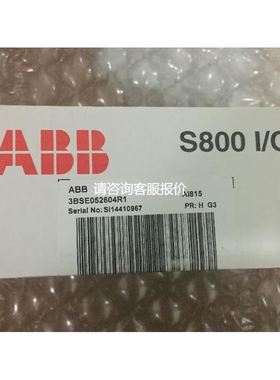 ABB
S800 I/O
请咨询客服报价
ABB
AI815
3BSE052604R1
Serial No: SI14410967
PR: H G3